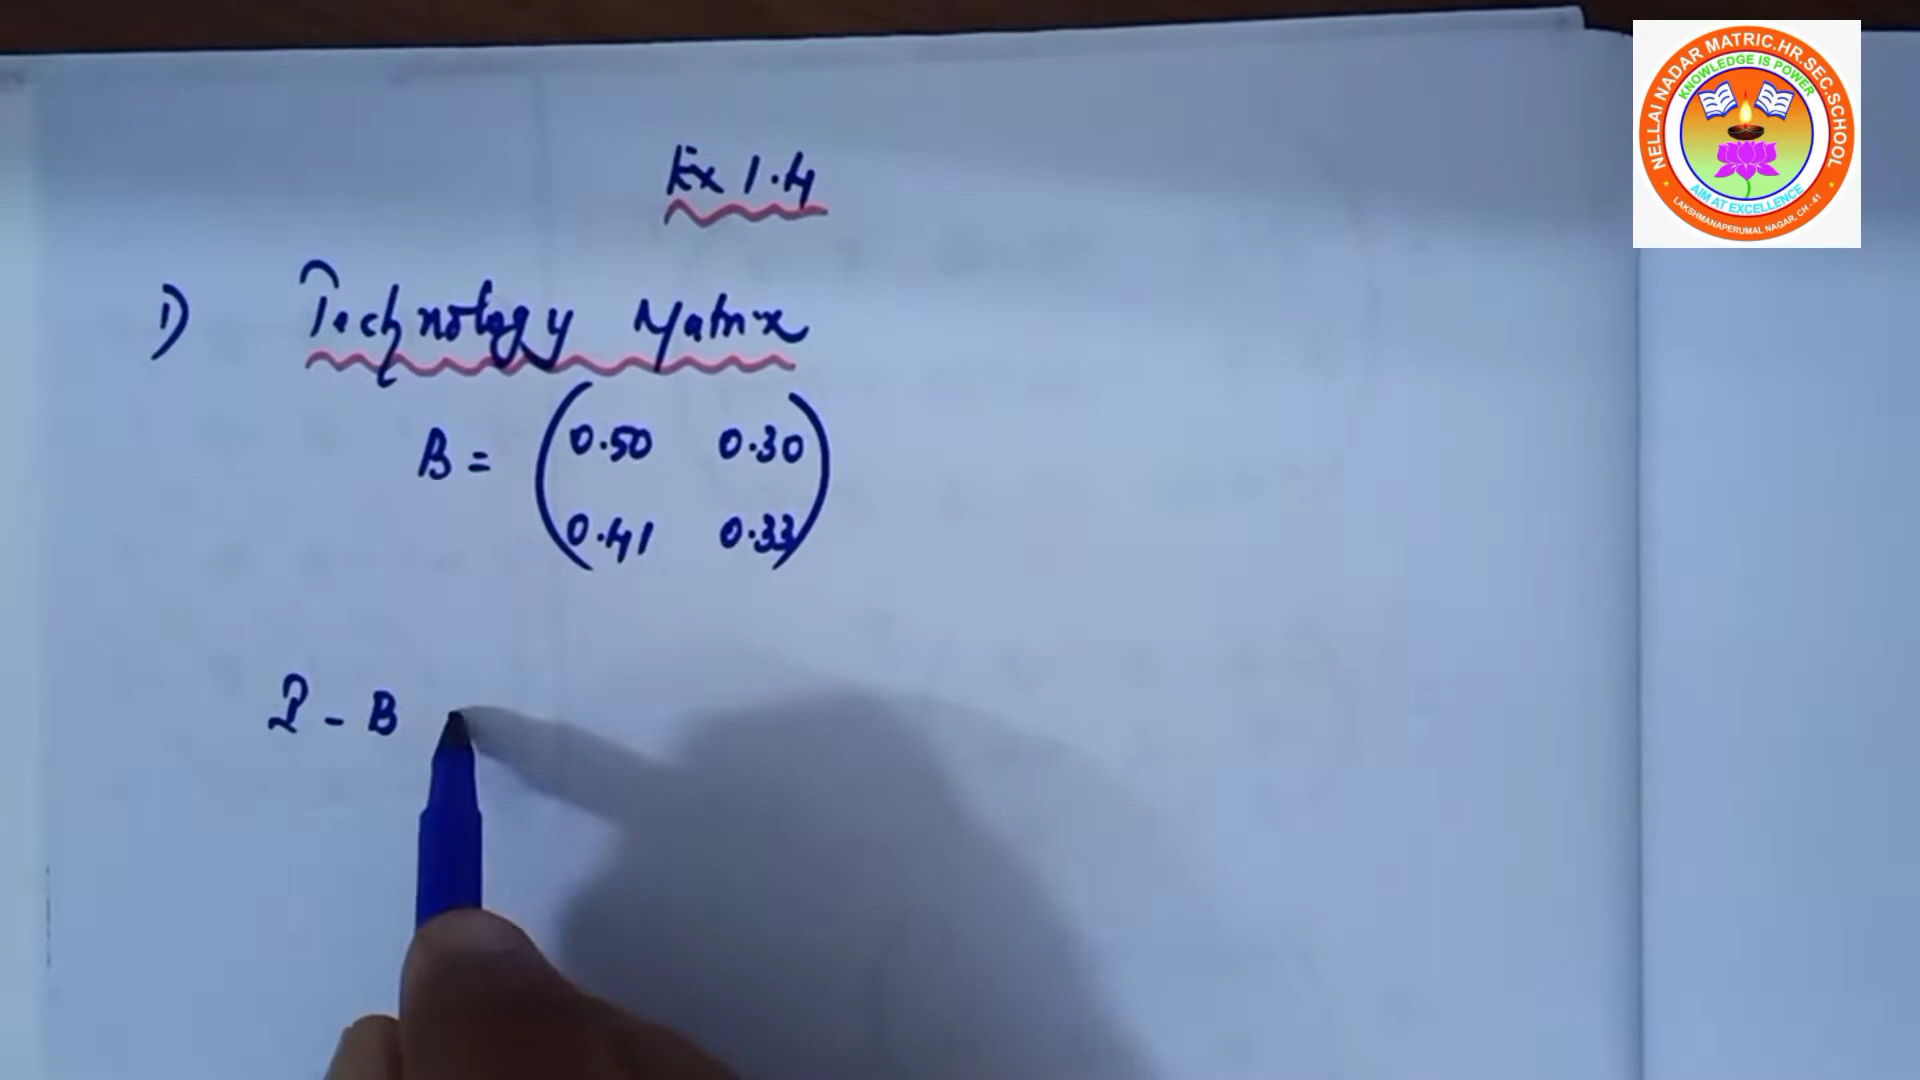 Ex 1.4
1) Technology Matrix
B = (0.50 0.30
0.41 0.33)
I - B
NELLAI NADAR MATRIC.HR.SEC.SCHOOL
KNOWLEDGE IS POWER
AIM AT EXCELLENCE
LAKSHMANAPERUMAL NAGAR, CH - 41